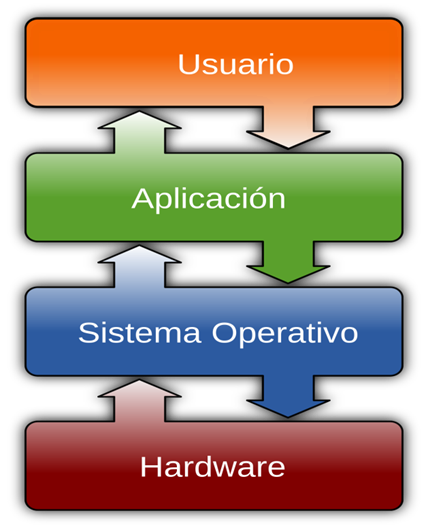 Usuario
Aplicación
Sistema Operativo
Hardware